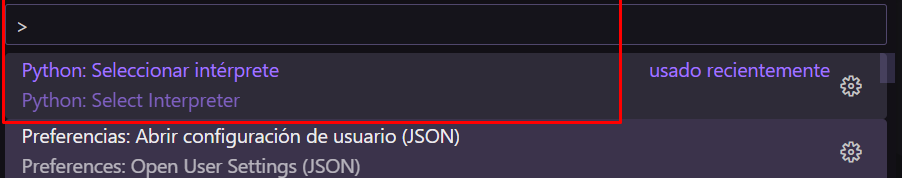 >
Python: Seleccionar intérprete usado recientemente
Python: Select Interpreter
Preferencias: Abrir configuración de usuario (JSON)
Preferences: Open User Settings (JSON)